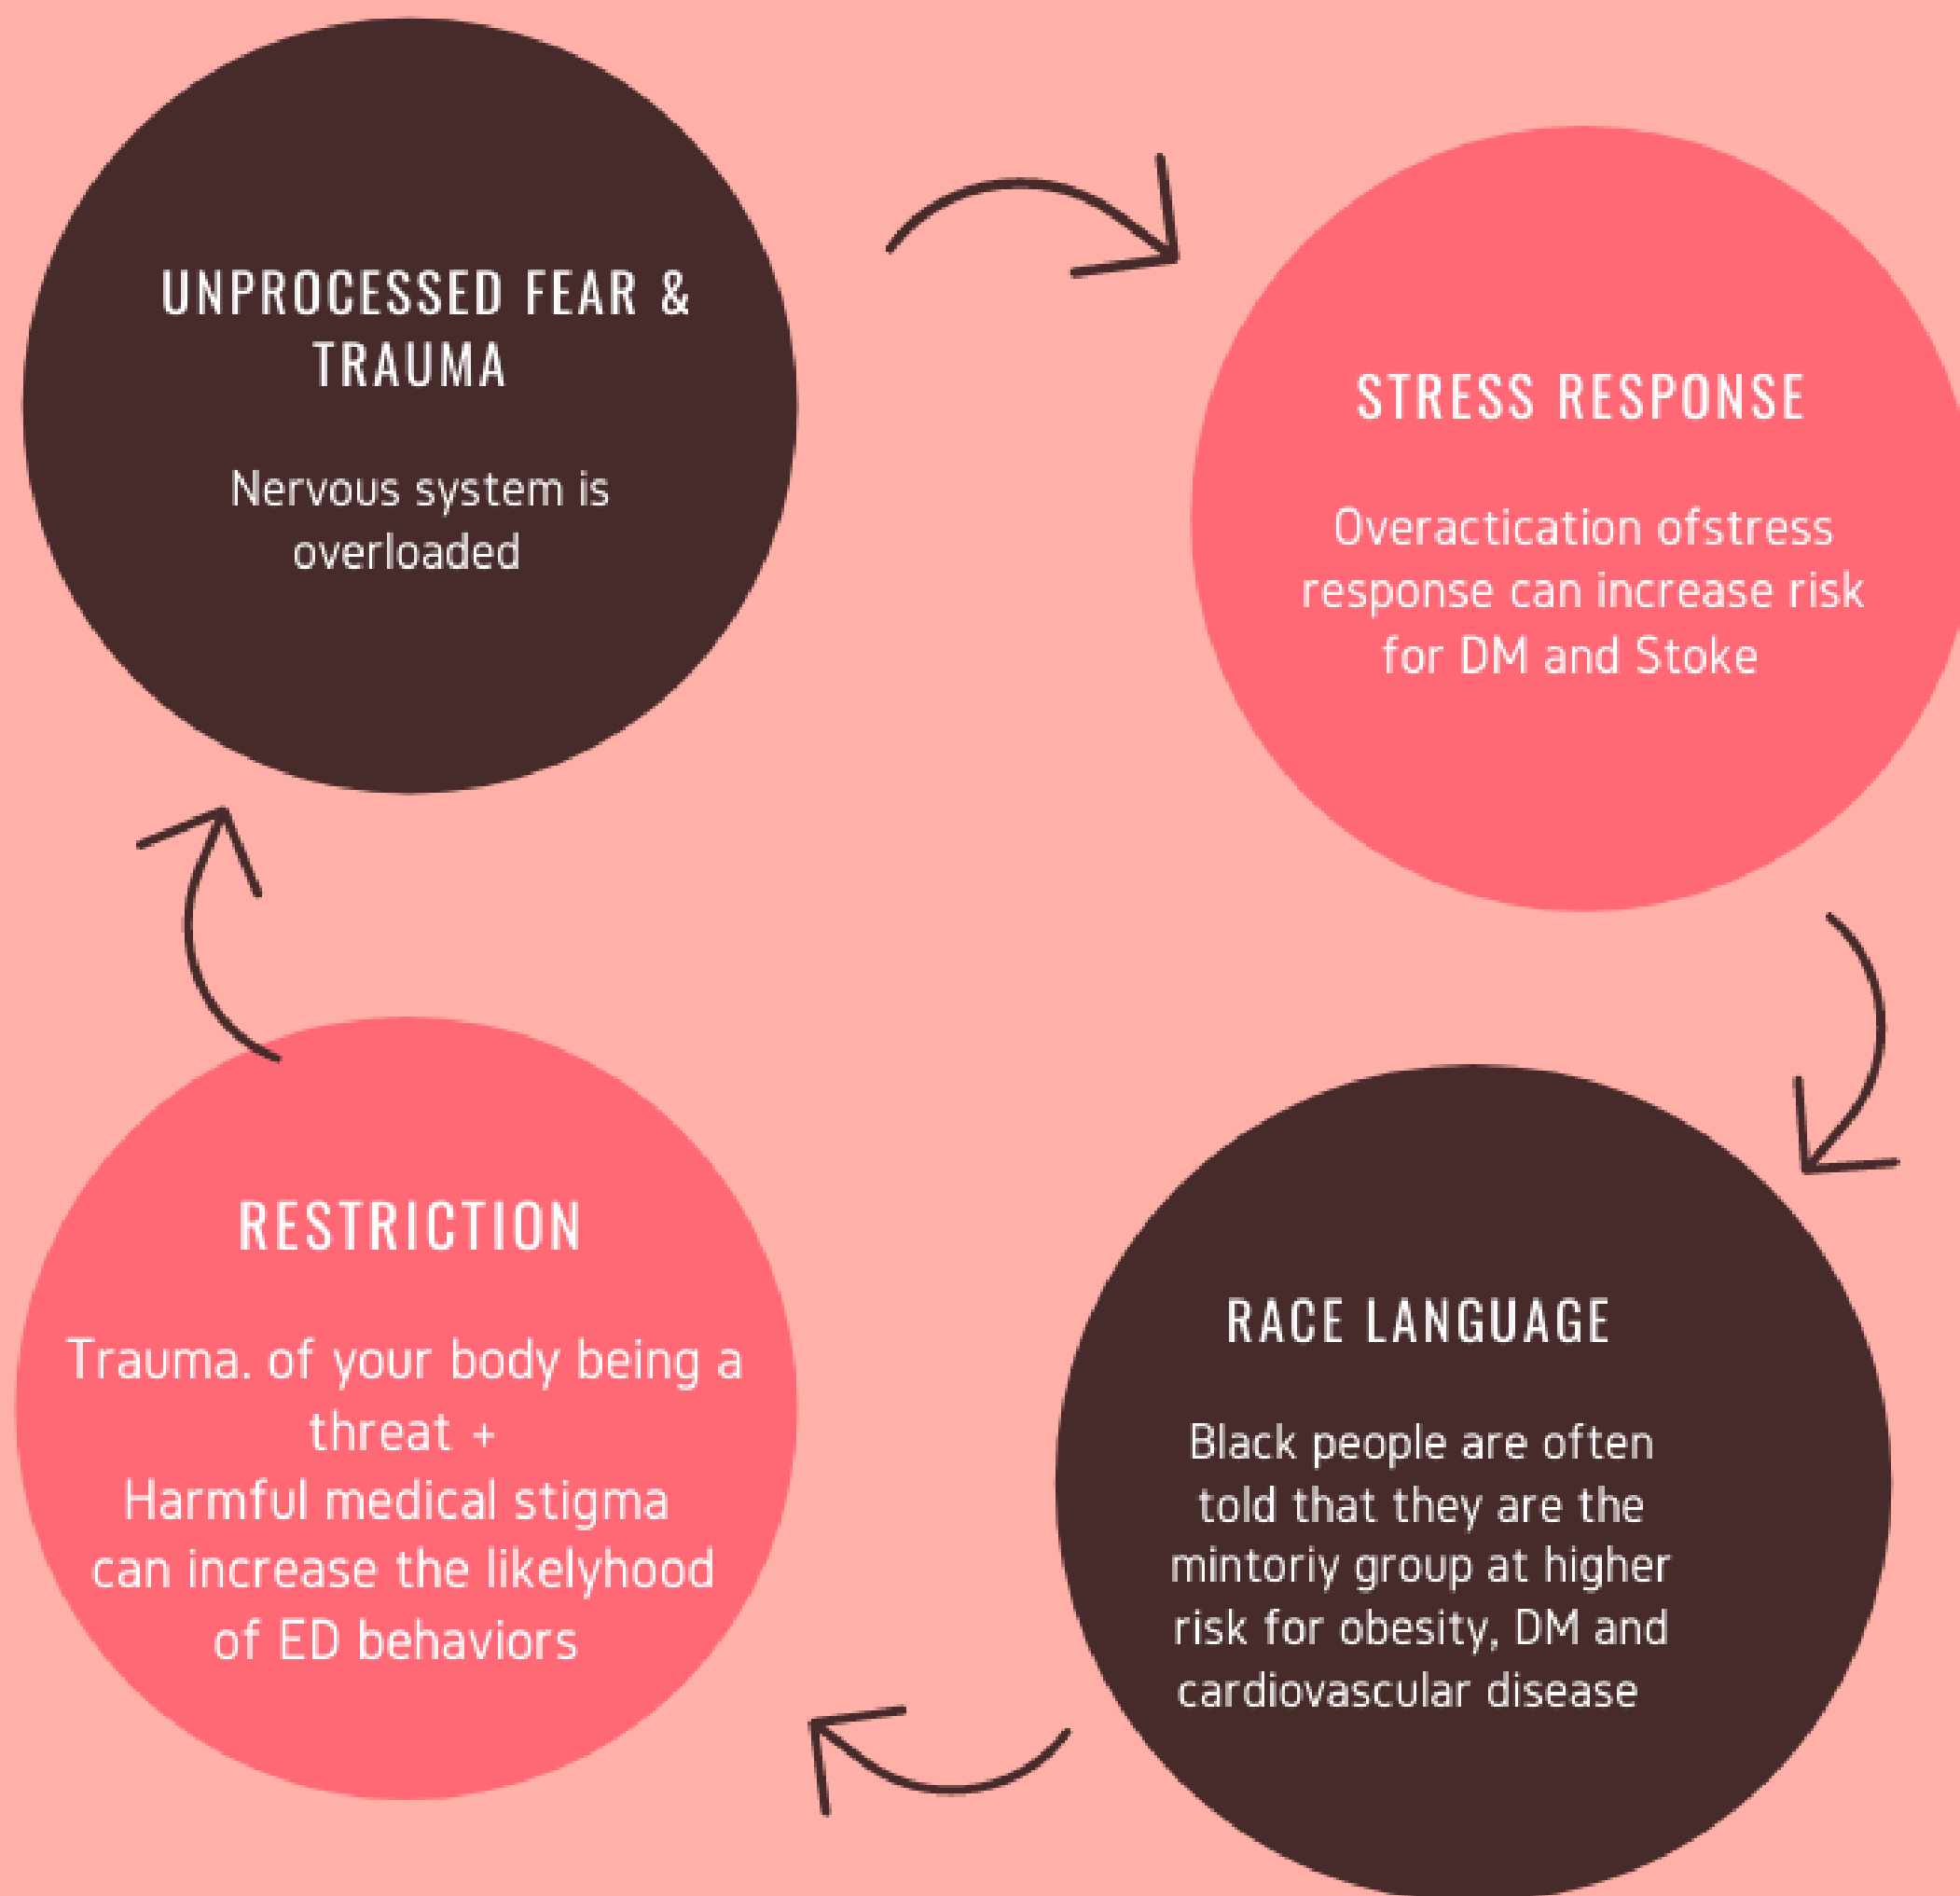 UNPROCESSED FEAR &
TRAUMA
Nervous system is
overloaded
STRESS RESPONSE
Overactication ofstress
response can increase risk
for DM and Stoke
RACE LANGUAGE
Black people are often
told that they are the
mintoriy group at higher
risk for obesity, DM and
cardiovascular disease
RESTRICTION
Trauma. of your body being a
threat +
Harmful medical stigma
can increase the likelyhood
of ED behaviors